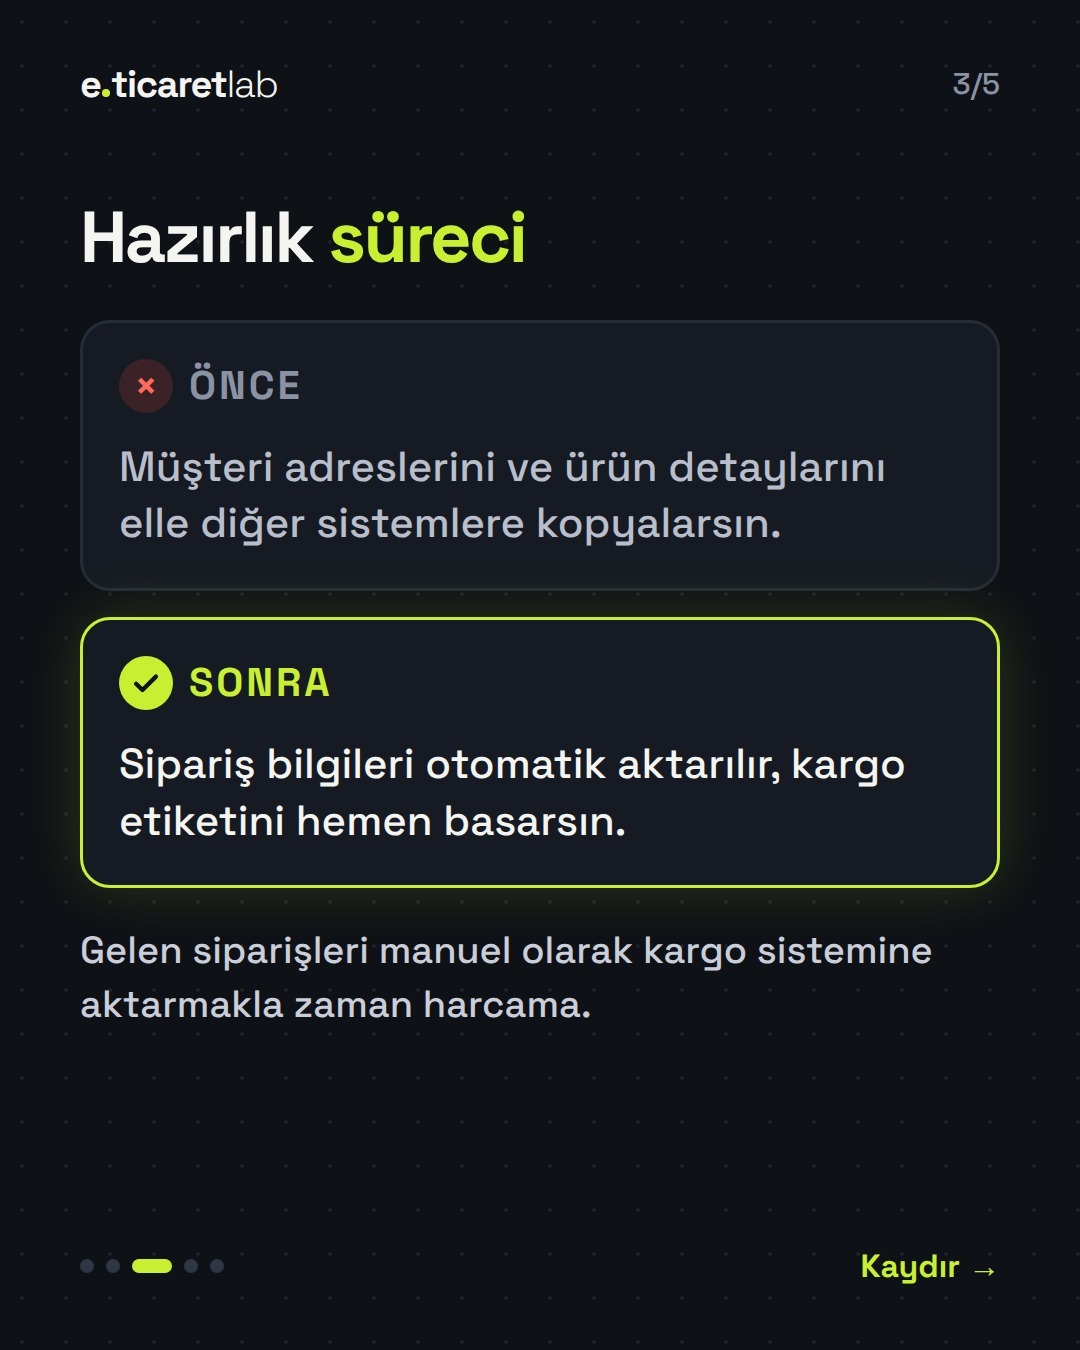 e.ticaretlab
3/5
Hazırlık süreci
ÖNCE
Müşteri adreslerini ve ürün detaylarını
elle diğer sistemlere kopyalarsın.
SONRA
Sipariş bilgileri otomatik aktarılır, kargo
etiketini hemen basarsın.
Gelen siparişleri manuel olarak kargo sistemine
aktarmakla zaman harcama.
Kaydır →